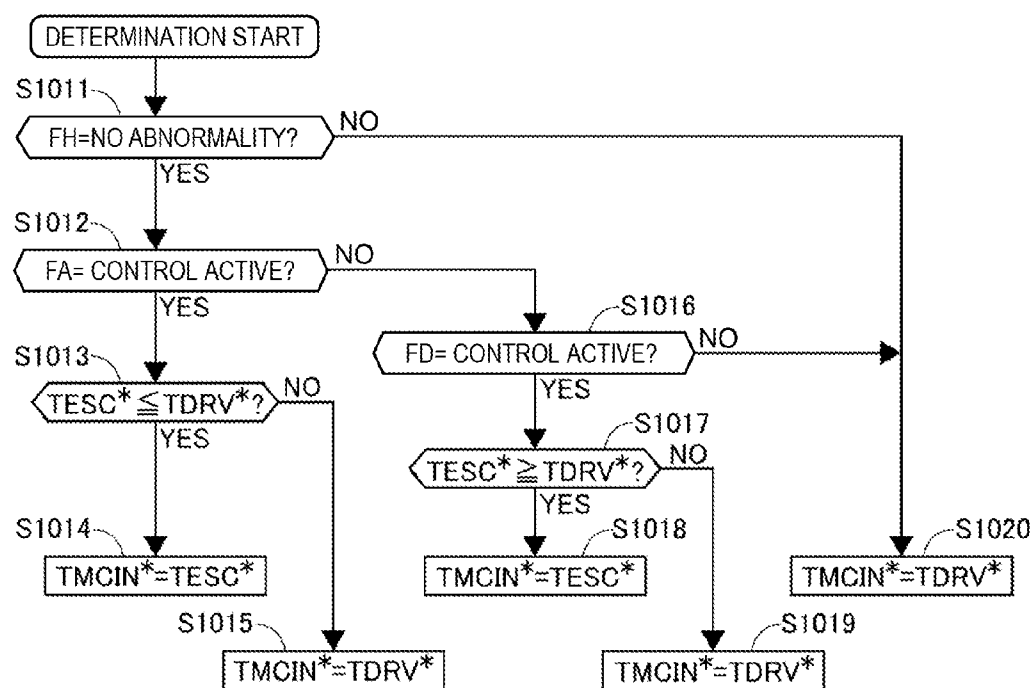 DETERMINATION START
S1011
FH=NO ABNORMALITY?
NO
YES
S1012
FA= CONTROL ACTIVE?
NO
YES
S1016
FD= CONTROL ACTIVE?
NO
YES
S1013
TESC* ≦ TDRV*?
NO
YES
S1017
TESC* ≧ TDRV*?
NO
YES
S1014
TMCIN*=TESC*
S1018
TMCIN*=TESC*
S1020
TMCIN*=TDRV*
S1015
TMCIN*=TDRV*
S1019
TMCIN*=TDRV*